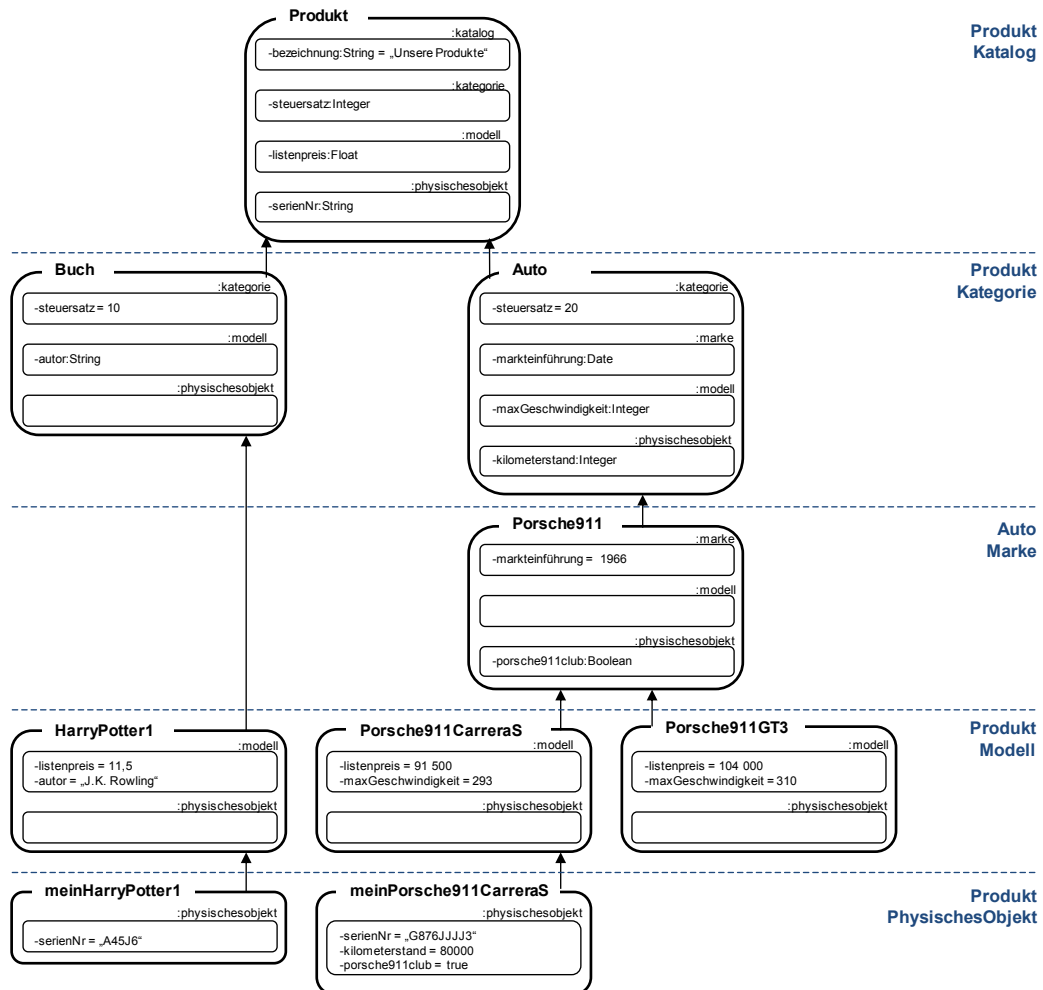 Produkt
:katalog
-bezeichnung:String = „Unsere Produkte“
:kategorie
-steuersatz:Integer
:modell
-listenpreis:Float
:physischesobjekt
-serienNr:String
Produkt
Katalog
Buch
:kategorie
-steuersatz = 10
:modell
-autor:String
:physischesobjekt
Auto
:kategorie
-steuersatz = 20
:marke
-markteinführung:Date
:modell
-maxGeschwindigkeit:Integer
:physischesobjekt
-kilometerstand:Integer
Produkt
Kategorie
Porsche911
:marke
-markteinführung = 1966
:modell
:physischesobjekt
-porsche911club:Boolean
Auto
Marke
HarryPotter1
:modell
-listenpreis = 11,5
-autor = „J.K. Rowling“
:physischesobjekt
Porsche911CarreraS
:modell
-listenpreis = 91 500
-maxGeschwindigkeit = 293
:physischesobjekt
Porsche911GT3
:modell
-listenpreis = 104 000
-maxGeschwindigkeit = 310
:physischesobjekt
Produkt
Modell
meinHarryPotter1
:physischesobjekt
-serienNr = „A45J6“
meinPorsche911CarreraS
:physischesobjekt
-serienNr = „G876JJJJ3“
-kilometerstand = 80000
-porsche911club = true
Produkt
PhysischesObjekt